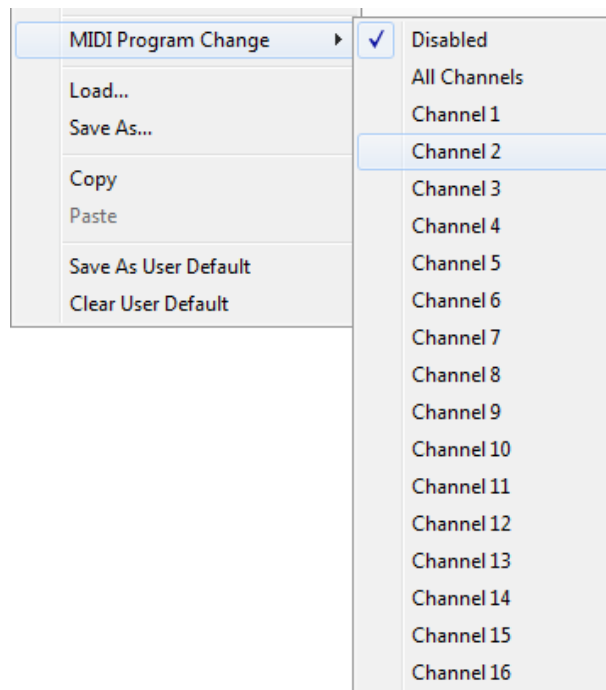 MIDI Program Change
Load...
Save As...
Copy
Paste
Save As User Default
Clear User Default
Disabled
All Channels
Channel 1
Channel 2
Channel 3
Channel 4
Channel 5
Channel 6
Channel 7
Channel 8
Channel 9
Channel 10
Channel 11
Channel 12
Channel 13
Channel 14
Channel 15
Channel 16